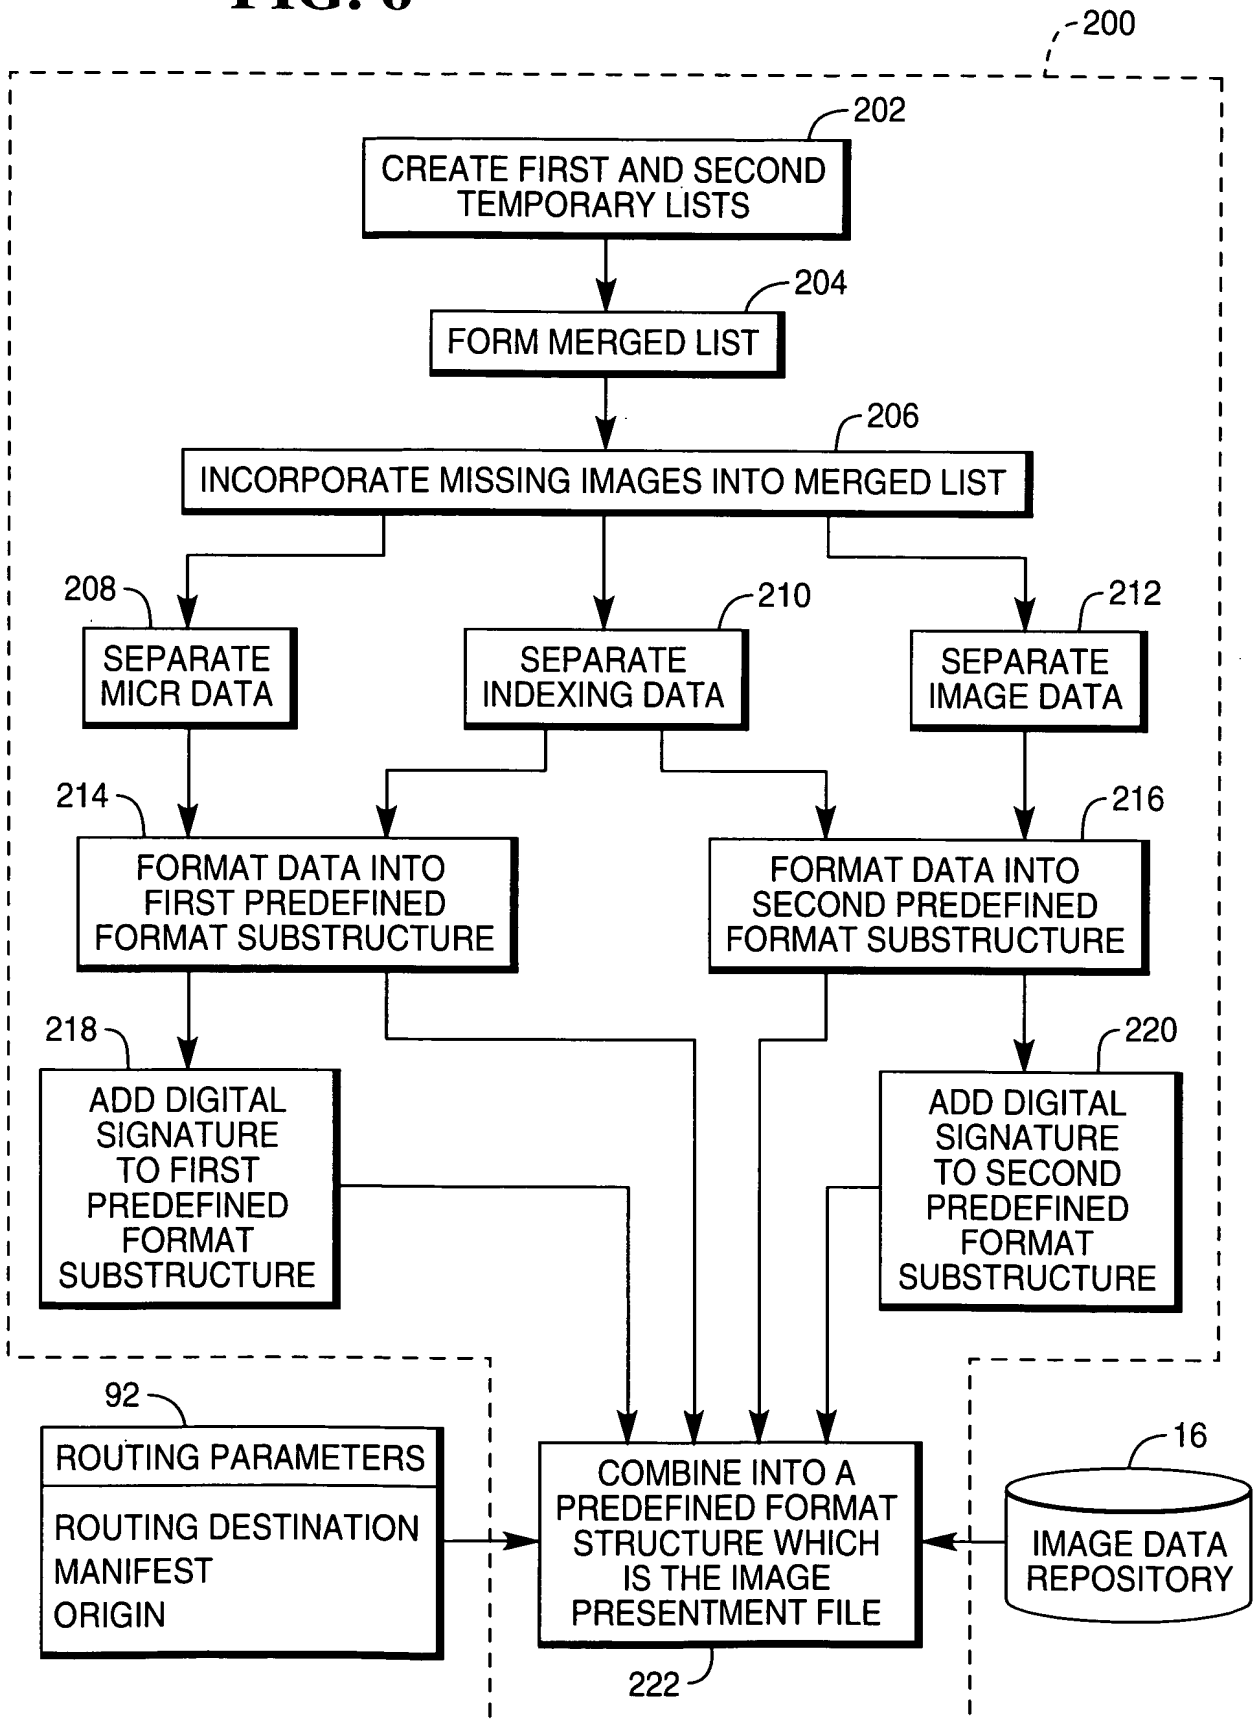 FIG. 6
200
202
CREATE FIRST AND SECOND
TEMPORARY LISTS
204
FORM MERGED LIST
206
INCORPORATE MISSING IMAGES INTO MERGED LIST
208
SEPARATE
MICR DATA
210
SEPARATE
INDEXING DATA
212
SEPARATE
IMAGE DATA
214
FORMAT DATA INTO
FIRST PREDEFINED
FORMAT SUBSTRUCTURE
216
FORMAT DATA INTO
SECOND PREDEFINED
FORMAT SUBSTRUCTURE
218
ADD DIGITAL
SIGNATURE
TO FIRST
PREDEFINED
FORMAT
SUBSTRUCTURE
220
ADD DIGITAL
SIGNATURE
TO SECOND
PREDEFINED
FORMAT
SUBSTRUCTURE
92
ROUTING PARAMETERS
ROUTING DESTINATION
MANIFEST
ORIGIN
COMBINE INTO A
PREDEFINED FORMAT
STRUCTURE WHICH
IS THE IMAGE
PRESENTMENT FILE
222
16
IMAGE DATA
REPOSITORY